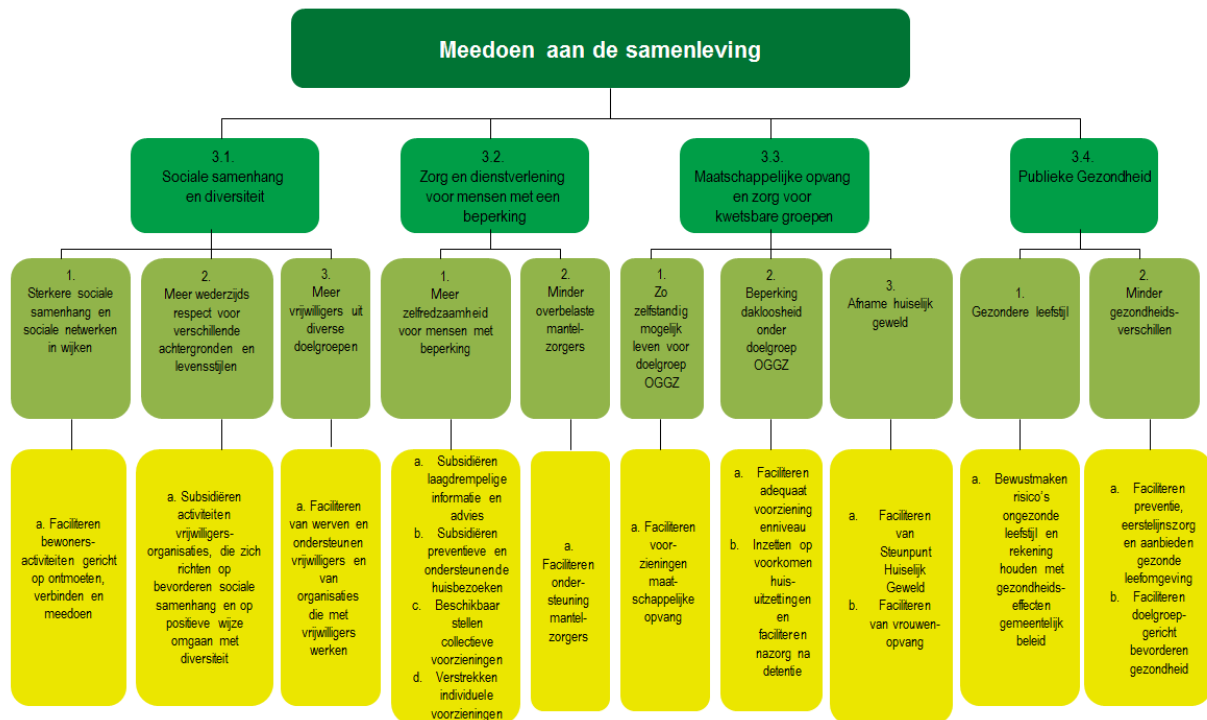 Meedoen aan de samenleving
3.1.
Sociale samenhang
en diversiteit
3.2.
Zorg en dienstverlening
voor mensen met een
beperking
3.3.
Maatschappelijke opvang
en zorg voor
kwetsbare groepen
3.4.
Publieke Gezondheid
1.
Sterkere sociale
samenhang en
sociale netwerken
in wijken
2.
Meer wederzijds
respect voor
verschillende
achtergronden en
levensstijlen
3.
Meer
vrijwilligers uit
diverse
doelgroepen
1.
Meer
zelfredzaamheid
voor mensen met
beperking
2.
Minder
overbelaste
mantel-
zorgers
1.
Zo
zelfstandig
mogelijk
leven voor
doelgroep
OGGZ
2.
Beperking
dakloosheid
onder
doelgroep
OGGZ
3.
Afname huiselijk
geweld
1.
Gezondere leefstijl
2.
Minder
gezondheids-
verschillen
a. Faciliteren
bewoners-
activiteiten gericht
op ontmoeten,
verbinden en
meedoen
a. Subsidiëren
activiteiten
vrijwilligers-
organisaties, die zich
richten op
bevorderen sociale
samenhang en op
positieve wijze
omgaan met
diversiteit
a. Faciliteren
van werven en
ondersteunen
vrijwilligers en
van
organisaties
die met
vrijwilligers
werken
a. Subsidiëren
laagdrempelige
informatie en
advies
b. Subsidiëren
preventieve en
ondersteunende
huisbezoeken
c. Beschikbaar
stellen
collectieve
voorzieningen
d. Verstrekken
individuele
voorzieningen
a.
Faciliteren
onder-
steuning
mantel-
zorgers
a. Faciliteren
voor-
zieningen
maat-
schappelijke
opvang
a. Faciliteren
adequaat
voorziening
enniveau
b. Inzetten op
voorkomen
huis-
uitzettingen
en
faciliteren
nazorg na
detentie
a. Faciliteren
van
Steunpunt
Huiselijk
Geweld
b. Faciliteren
van vrouwen-
opvang
a. Bewustmaken
risico's
ongezonde
leefstijl en
rekening
houden met
gezondheids-
effecten
gemeentelijk
beleid
a. Faciliteren
preventie,
eerstelijnszorg
en aanbieden
gezonde
leefomgeving
b. Faciliteren
doelgroep-
gericht
bevorderen
gezondheid